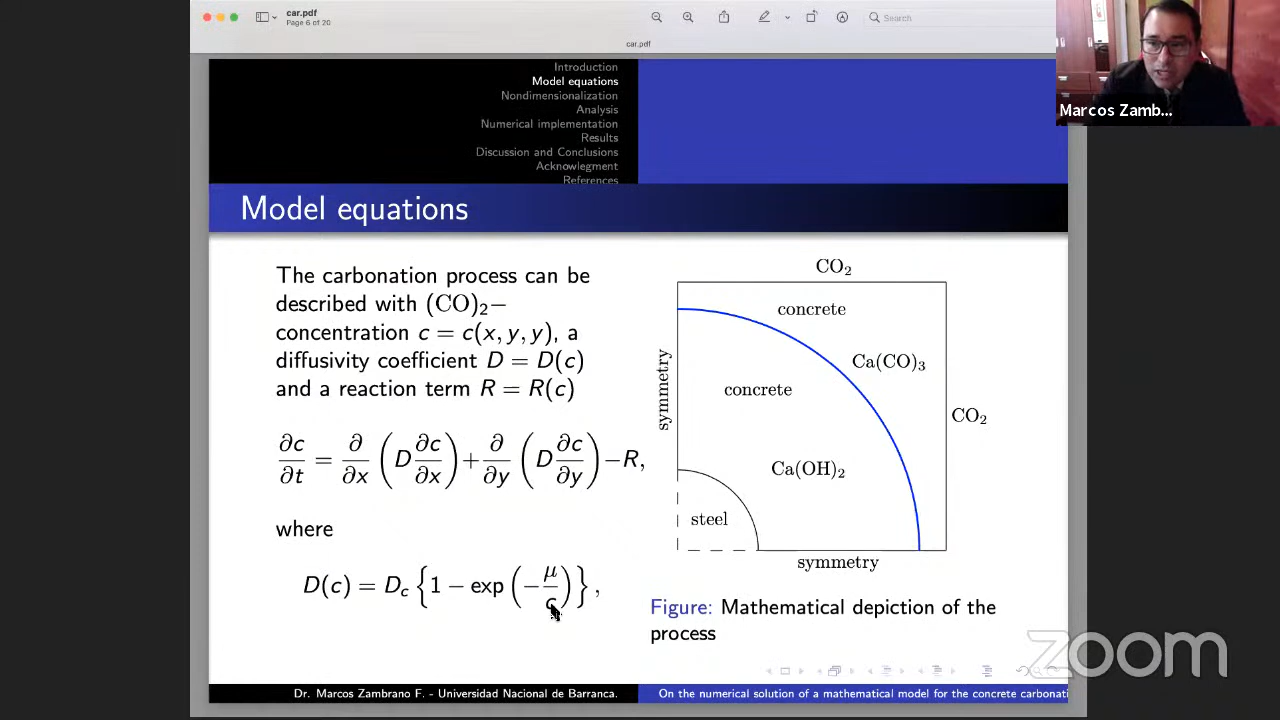 car.pdf
Page 6 of 20
Search
car.pdf
Marcos Zamb...
Introduction
Model equations
Nondimensionalization
Analysis
Numerical implementation
Results
Discussion and Conclusions
Acknowlegment
References
Model equations
The carbonation process can be
described with (CO)₂−
concentration c = c(x, y, y), a
diffusivity coefficient D = D(c)
and a reaction term R = R(c)
∂c/∂t = ∂/∂x (D ∂c/∂x) + ∂/∂y (D ∂c/∂y) − R,
where
D(c) = D_c {1 − exp (−μ/c)},
CO₂
concrete
Ca(CO)₃
symmetry
concrete
CO₂
Ca(OH)₂
steel
symmetry
Figure: Mathematical depiction of the
process
zoom
Dr. Marcos Zambrano F. - Universidad Nacional de Barranca.
On the numerical solution of a mathematical model for the concrete carbonati